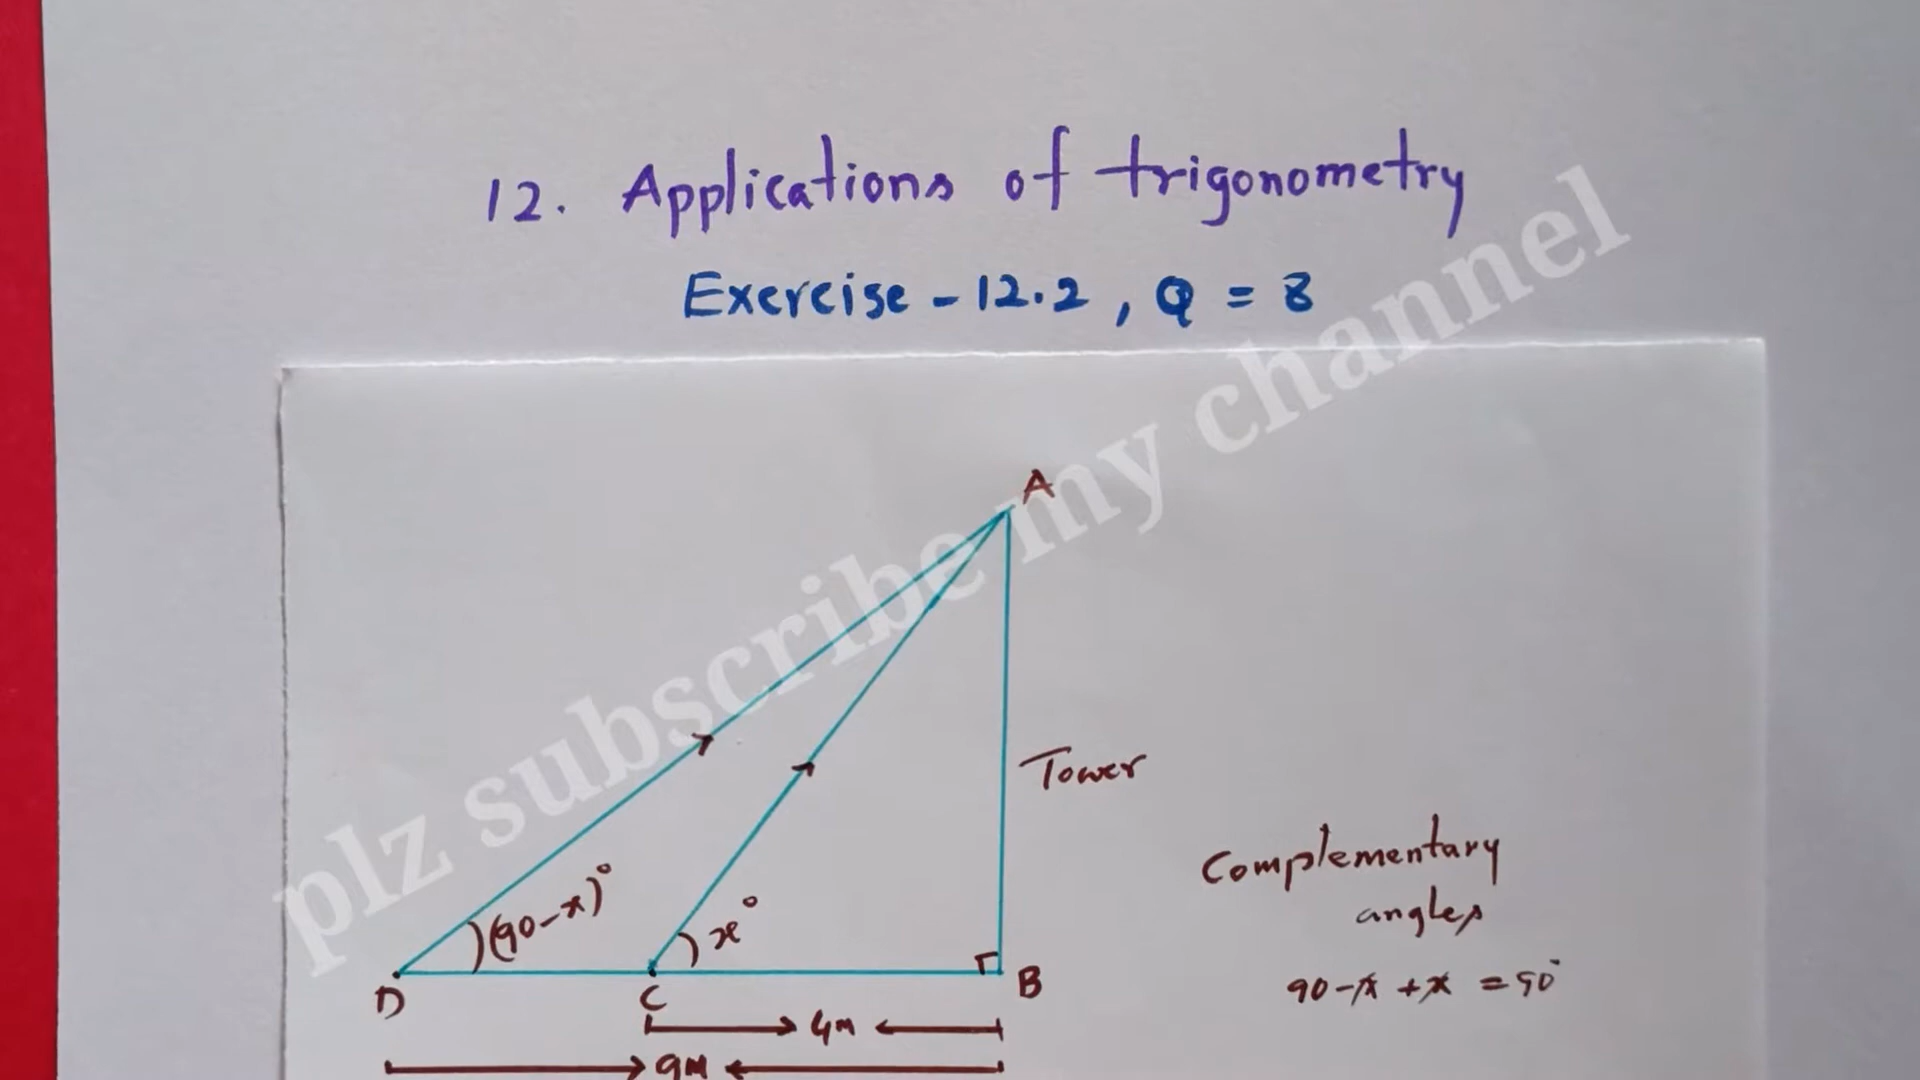 12. Applications of trigonometry
Exercise - 12.2, Q = 8
plz subscribe my channel
A
Tower
Complementary
angles
(90-x)°
x°
90-x+x=90°
D
C
B
4m
9m